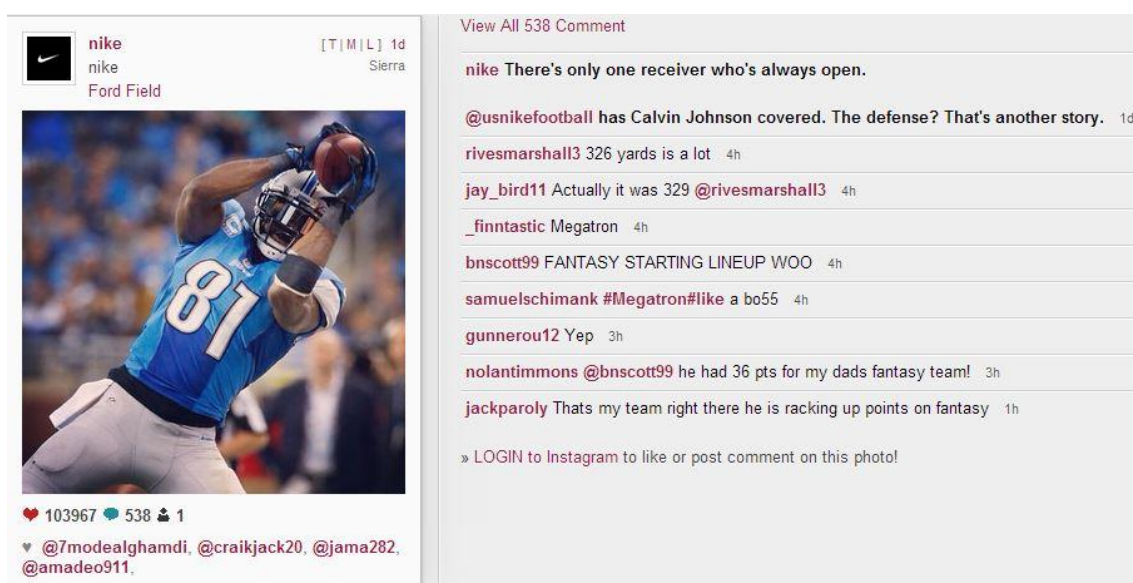 nike
[ T | M | L ] 1d
nike
Sierra
Ford Field
81
81
103967 538 1
@7modealghamdi, @craikjack20, @jama282,
@amadeo911,
View All 538 Comment
nike There's only one receiver who's always open.
@usnikefootball has Calvin Johnson covered. The defense? That's another story. 1d
rivesmarshall3 326 yards is a lot 4h
jay_bird11 Actually it was 329 @rivesmarshall3 4h
_finntastic Megatron 4h
bnscott99 FANTASY STARTING LINEUP WOO 4h
samuelschimank #Megatron#like a bo55 4h
gunnerou12 Yep 3h
nolantimmons @bnscott99 he had 36 pts for my dads fantasy team! 3h
jackparoly Thats my team right there he is racking up points on fantasy 1h
» LOGIN to Instagram to like or post comment on this photo!